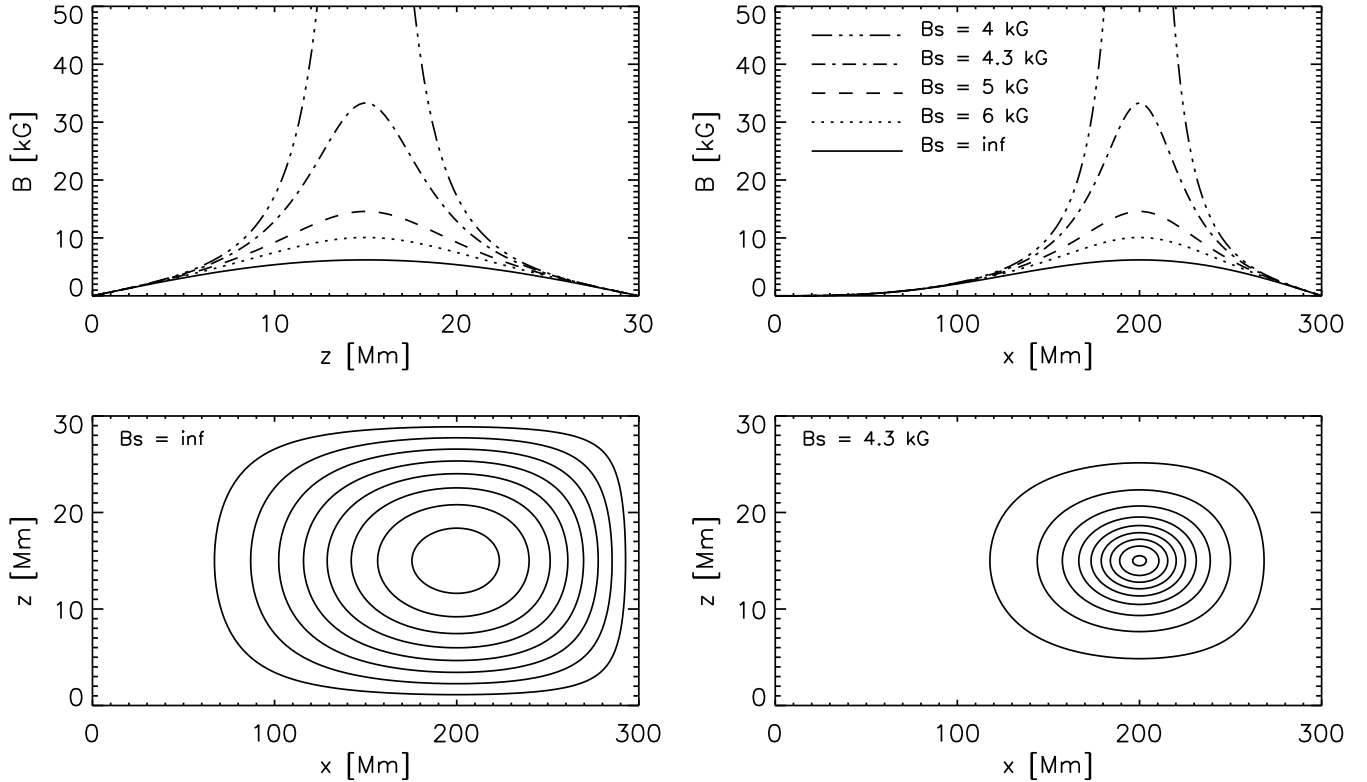 50
40
30
20
10
0
B [kG]
0 10 20 30
z [Mm]
50
40
30
20
10
0
B [kG]
Bs = 4 kG
Bs = 4.3 kG
Bs = 5 kG
Bs = 6 kG
Bs = inf
0 100 200 300
x [Mm]
30
20
10
0
z [Mm]
Bs = inf
0 100 200 300
x [Mm]
30
20
10
0
z [Mm]
Bs = 4.3 kG
0 100 200 300
x [Mm]